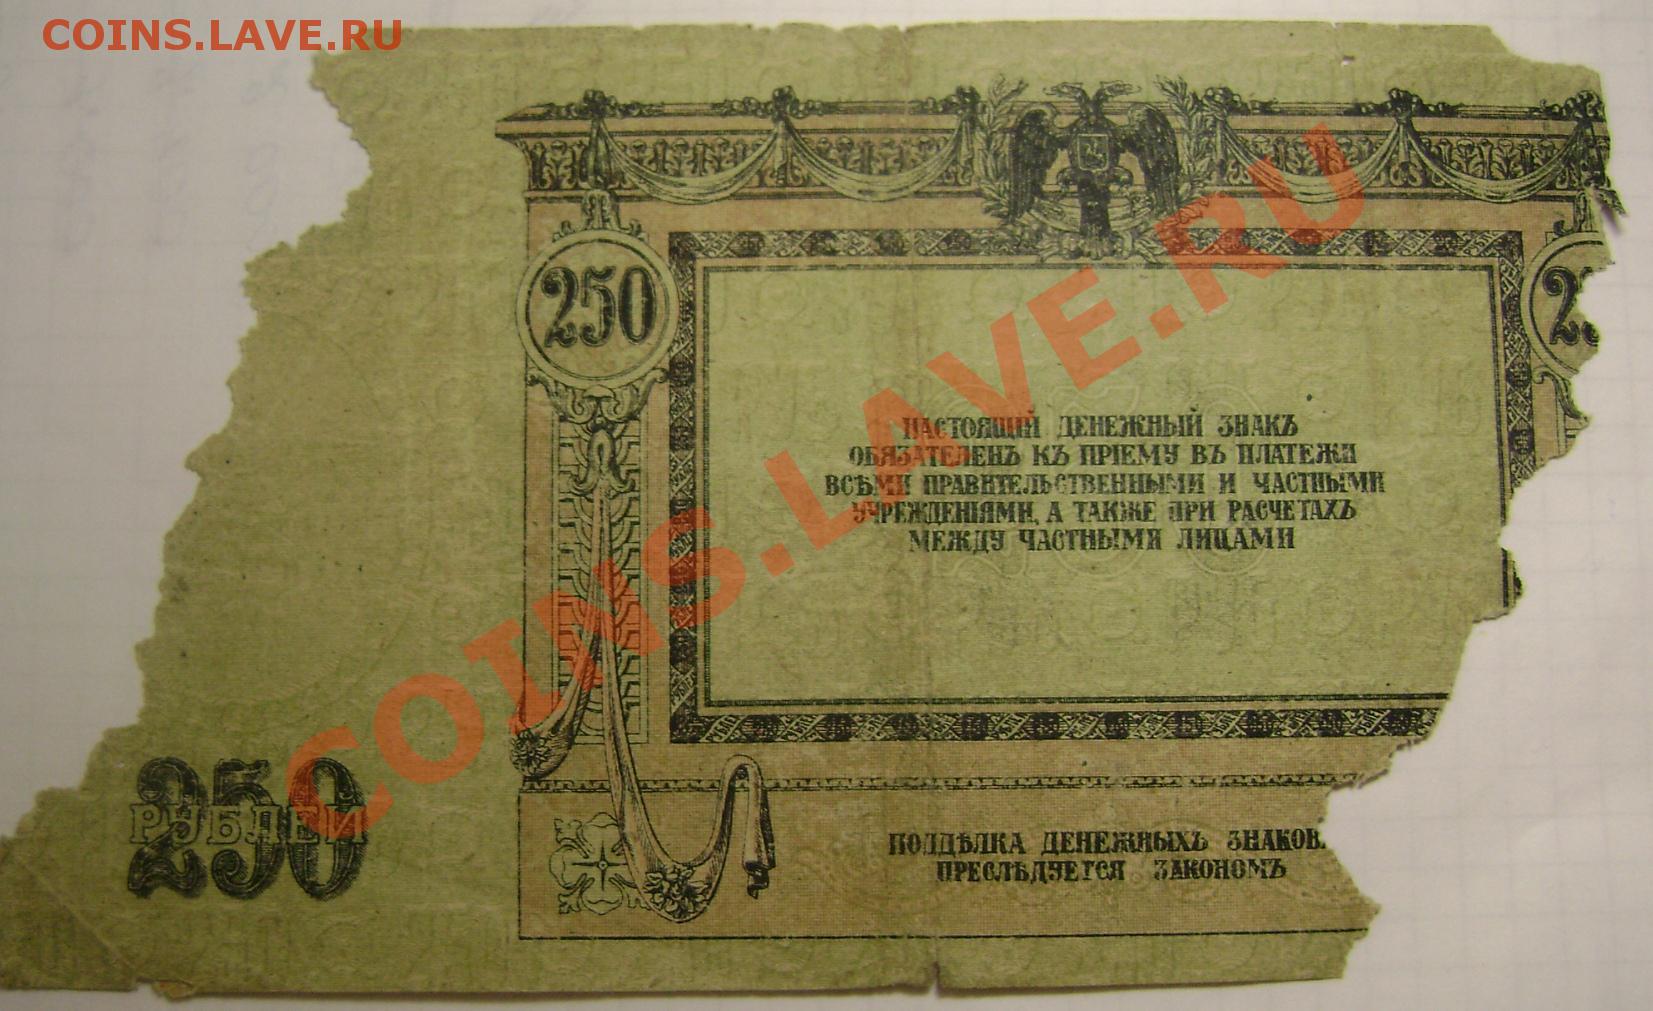 COINS.LAVE.RU
250
25
НАСТОЯЩІЙ ДЕНЕЖНЫЙ ЗНАКЪ
ОБЯЗАТЕЛЕНЪ КЪ ПРІЕМУ ВЪ ПЛАТЕЖИ
ВСѢМИ ПРАВИТЕЛЬСТВЕННЫМИ И ЧАСТНЫМИ
УЧРЕЖДЕНІЯМИ, А ТАКЖЕ ПРИ РАСЧЕТАХЪ
МЕЖДУ ЧАСТНЫМИ ЛИЦАМИ
COINS.LAVE.RU
250
РУБЛЕЙ
ПОДДѢЛКА ДЕНЕЖНЫХЪ ЗНАКОВ
ПРЕСЛѢДУЕТСЯ ЗАКОНОМЪ